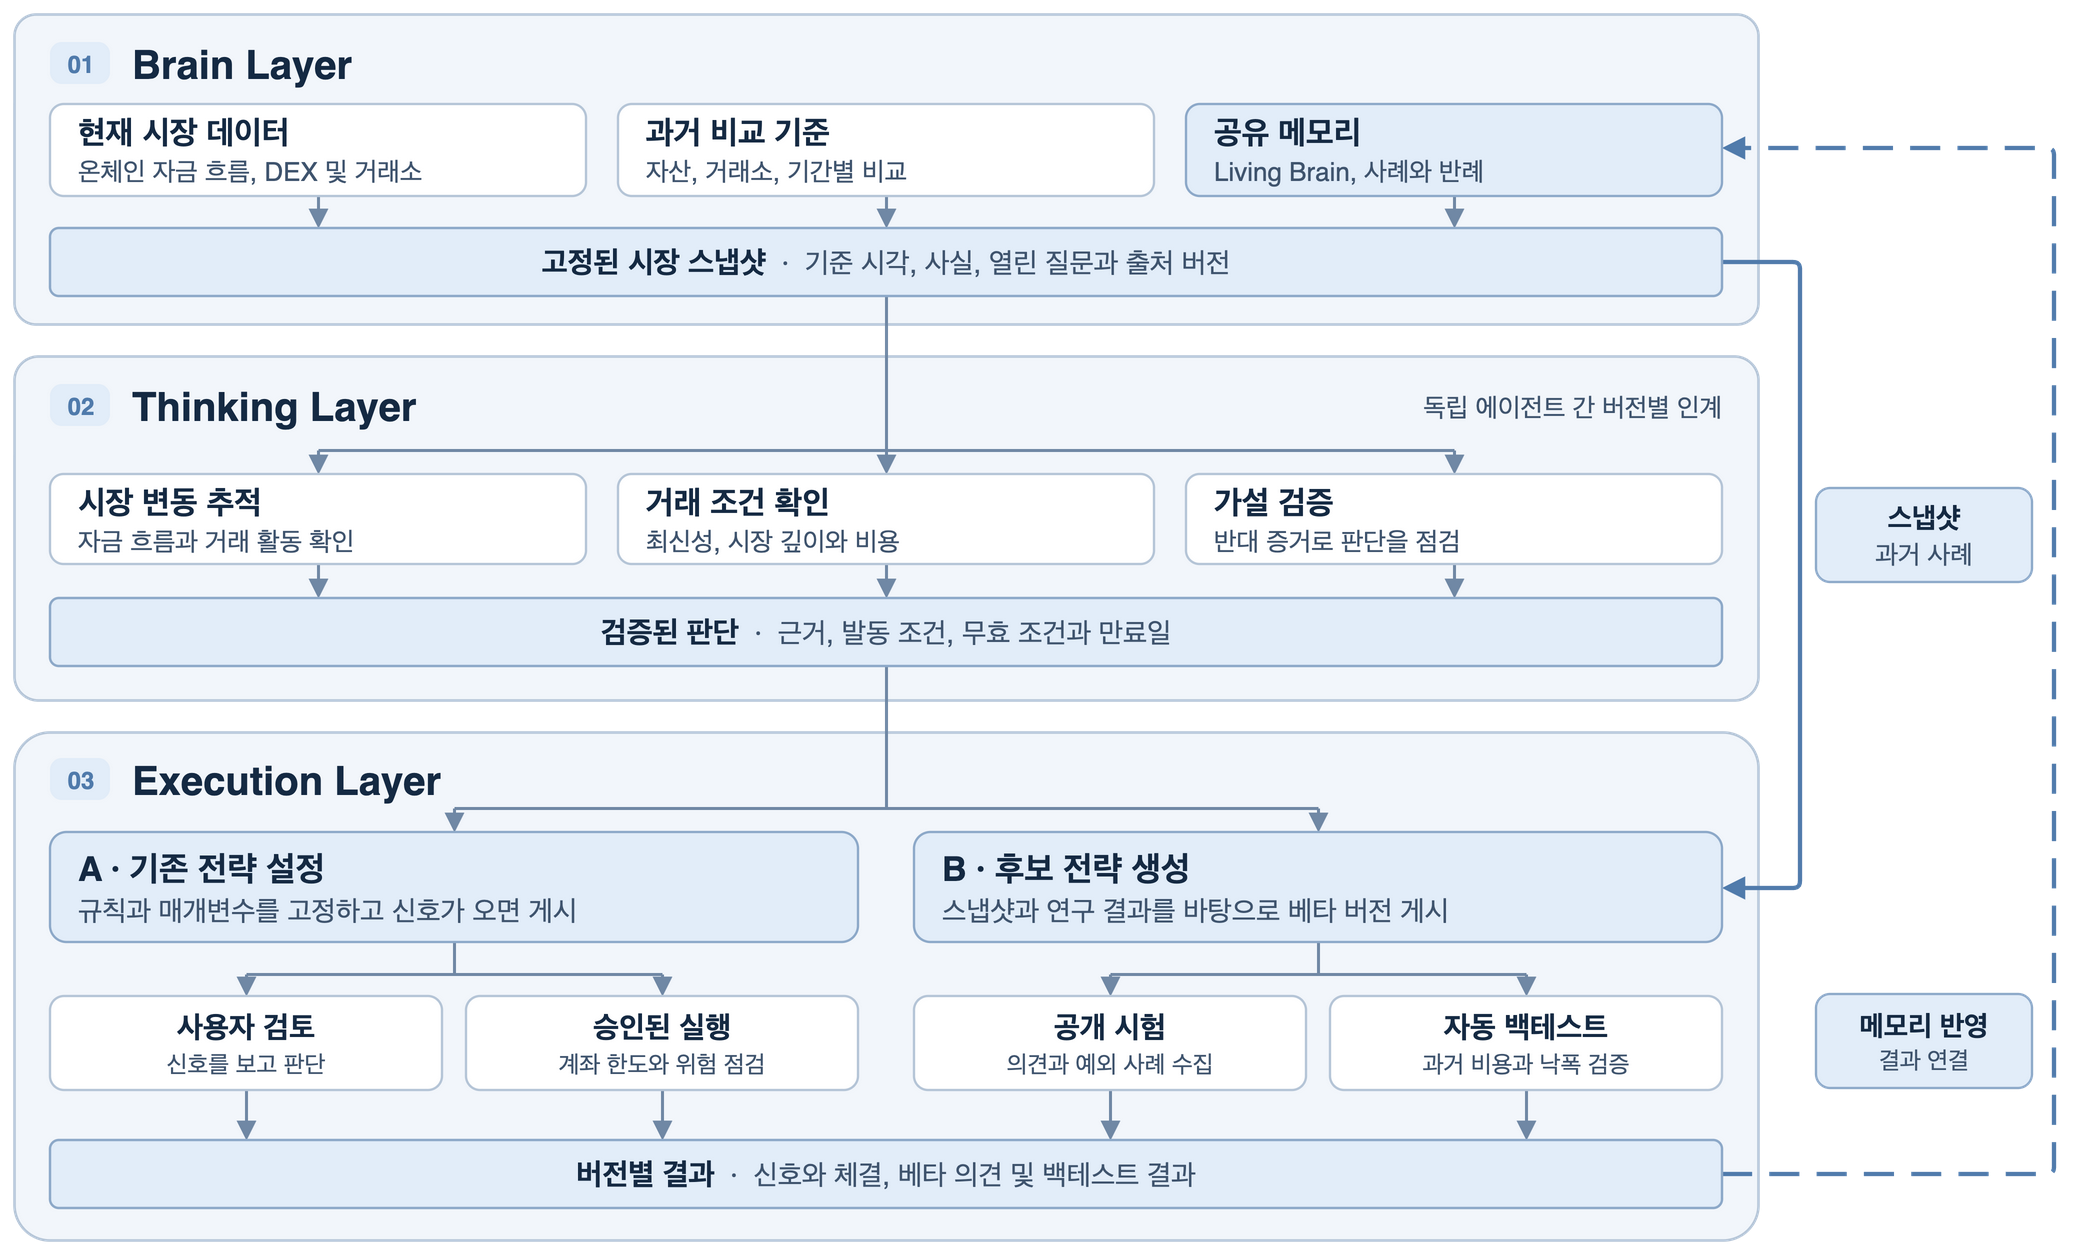 01 Brain Layer
현재 시장 데이터
온체인 자금 흐름, DEX 및 거래소
과거 비교 기준
자산, 거래소, 기간별 비교
공유 메모리
Living Brain, 사례와 반례
고정된 시장 스냅샷 · 기준 시각, 사실, 열린 질문과 출처 버전
02 Thinking Layer
독립 에이전트 간 버전별 인계
시장 변동 추적
자금 흐름과 거래 활동 확인
거래 조건 확인
최신성, 시장 깊이와 비용
가설 검증
반대 증거로 판단을 점검
스냅샷
과거 사례
검증된 판단 · 근거, 발동 조건, 무효 조건과 만료일
03 Execution Layer
A · 기존 전략 설정
규칙과 매개변수를 고정하고 신호가 오면 게시
B · 후보 전략 생성
스냅샷과 연구 결과를 바탕으로 베타 버전 게시
사용자 검토
신호를 보고 판단
승인된 실행
계좌 한도와 위험 점검
공개 시험
의견과 예외 사례 수집
자동 백테스트
과거 비용과 낙폭 검증
메모리 반영
결과 연결
버전별 결과 · 신호와 체결, 베타 의견 및 백테스트 결과